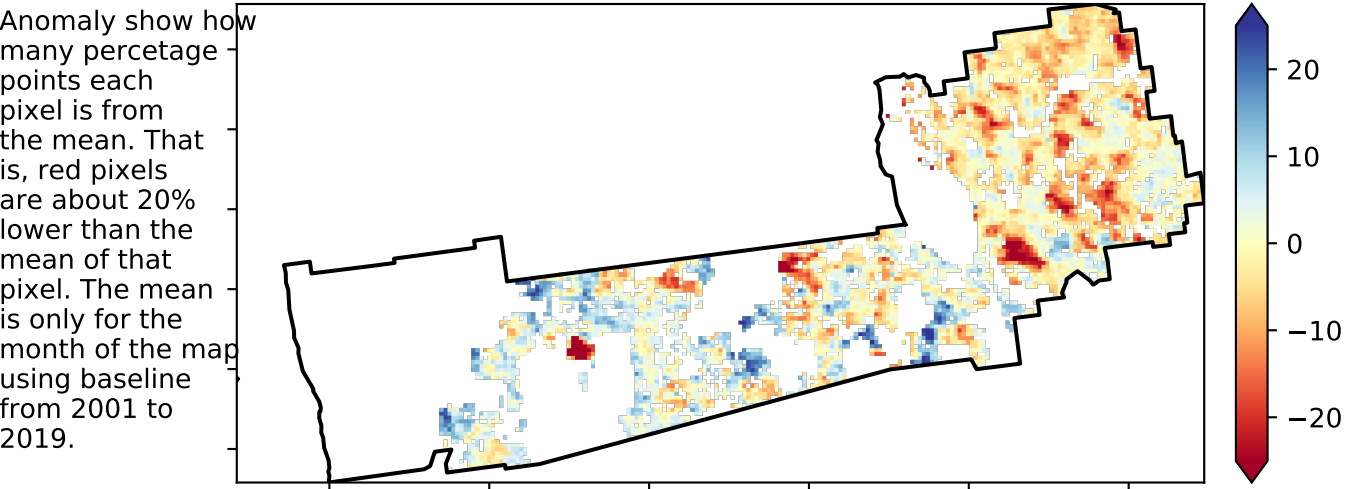 Anomaly show how
many percetage
points each
pixel is from
the mean. That
is, red pixels
are about 20%
lower than the
mean of that
pixel. The mean
is only for the
month of the map
using baseline
from 2001 to
2019.
20
10
0
−10
−20